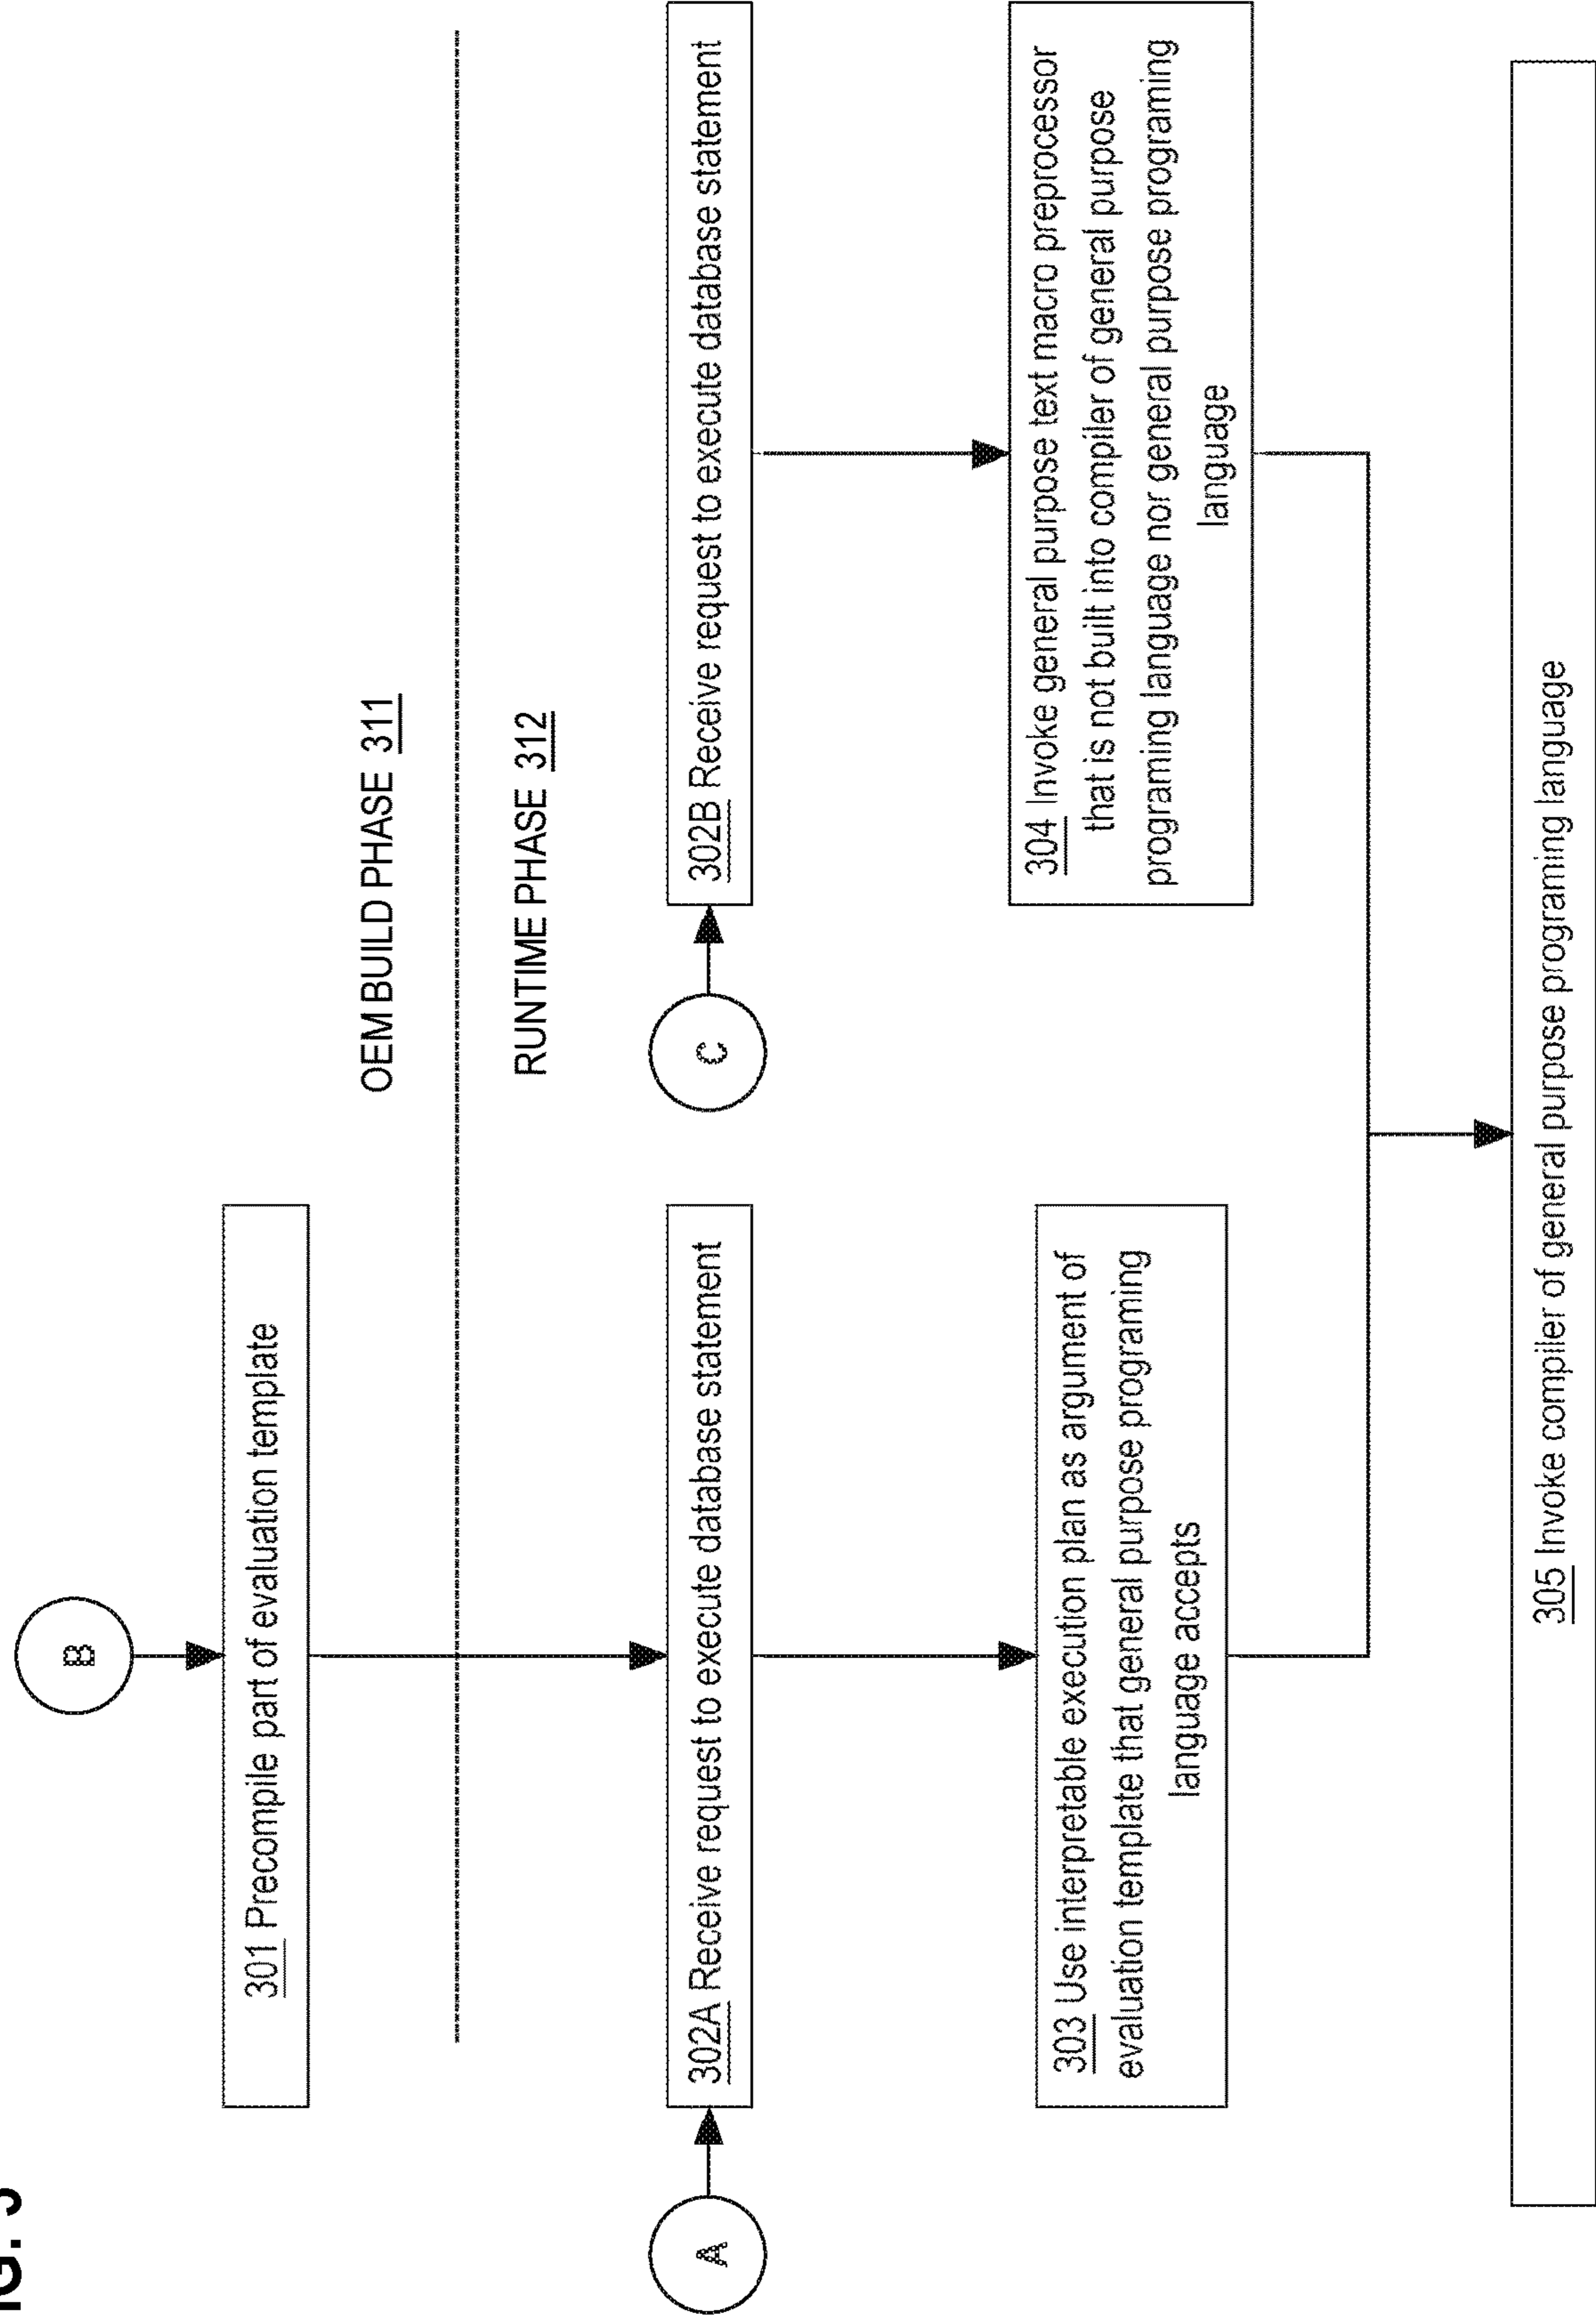 IG. 3
B
301 Precompile part of evaluation template
OEM BUILD PHASE 311
RUNTIME PHASE 312
A
302A Receive request to execute database statement
C
302B Receive request to execute database statement
303 Use interpretable execution plan as argument of
evaluation template that general purpose programing
language accepts
304 Invoke general purpose text macro preprocessor
that is not built into compiler of general purpose
programing language nor general purpose programing
language
305 Invoke compiler of general purpose programing language